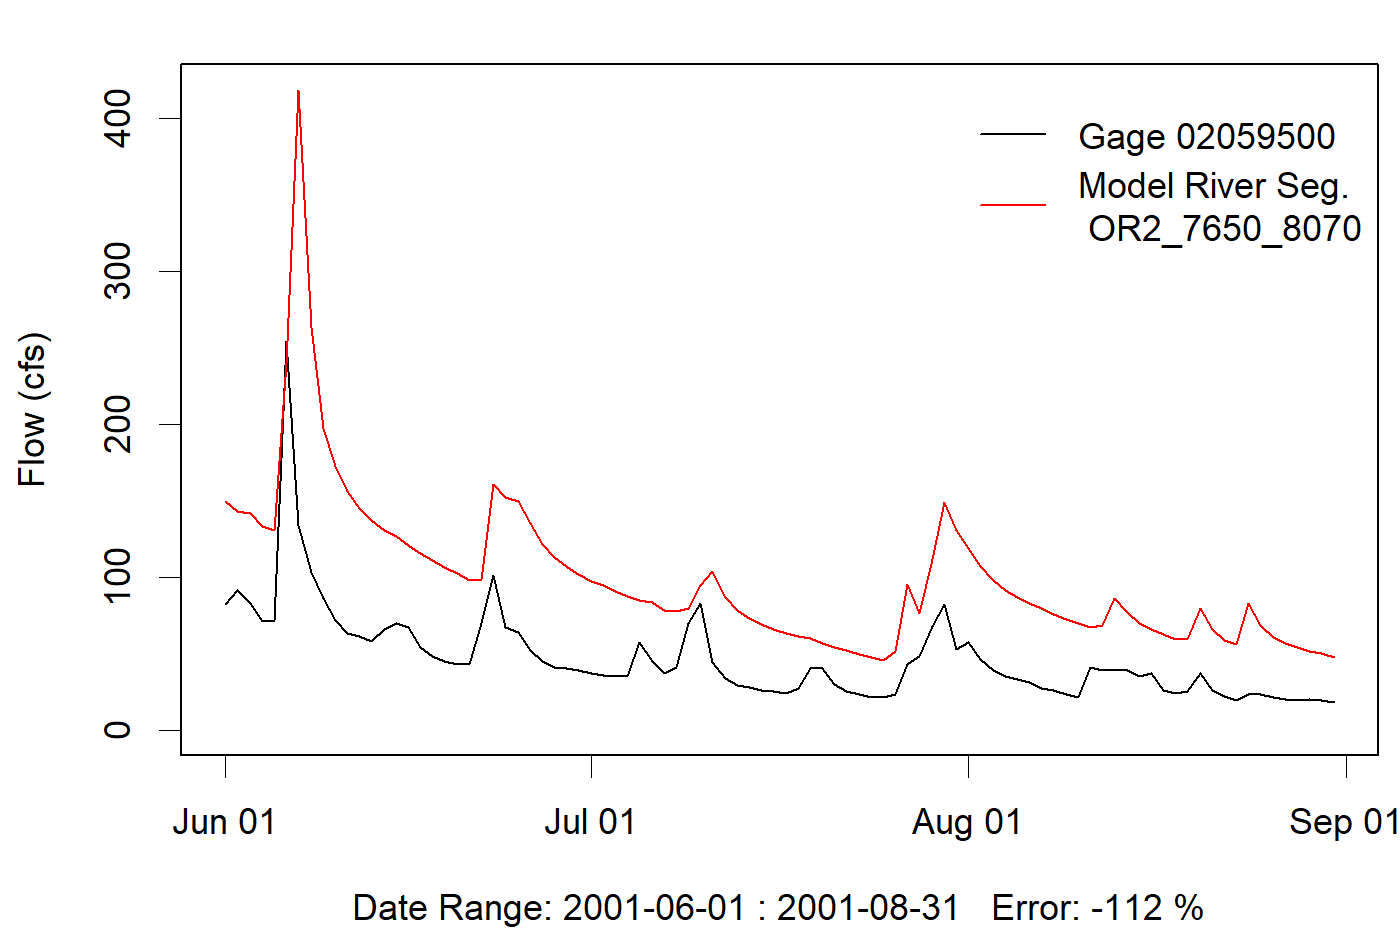 400
300
200
100
0
Flow (cfs)
Gage 02059500
Model River Seg.
OR2_7650_8070
Jun 01 Jul 01 Aug 01 Sep 01
Date Range: 2001-06-01 : 2001-08-31 Error: -112 %